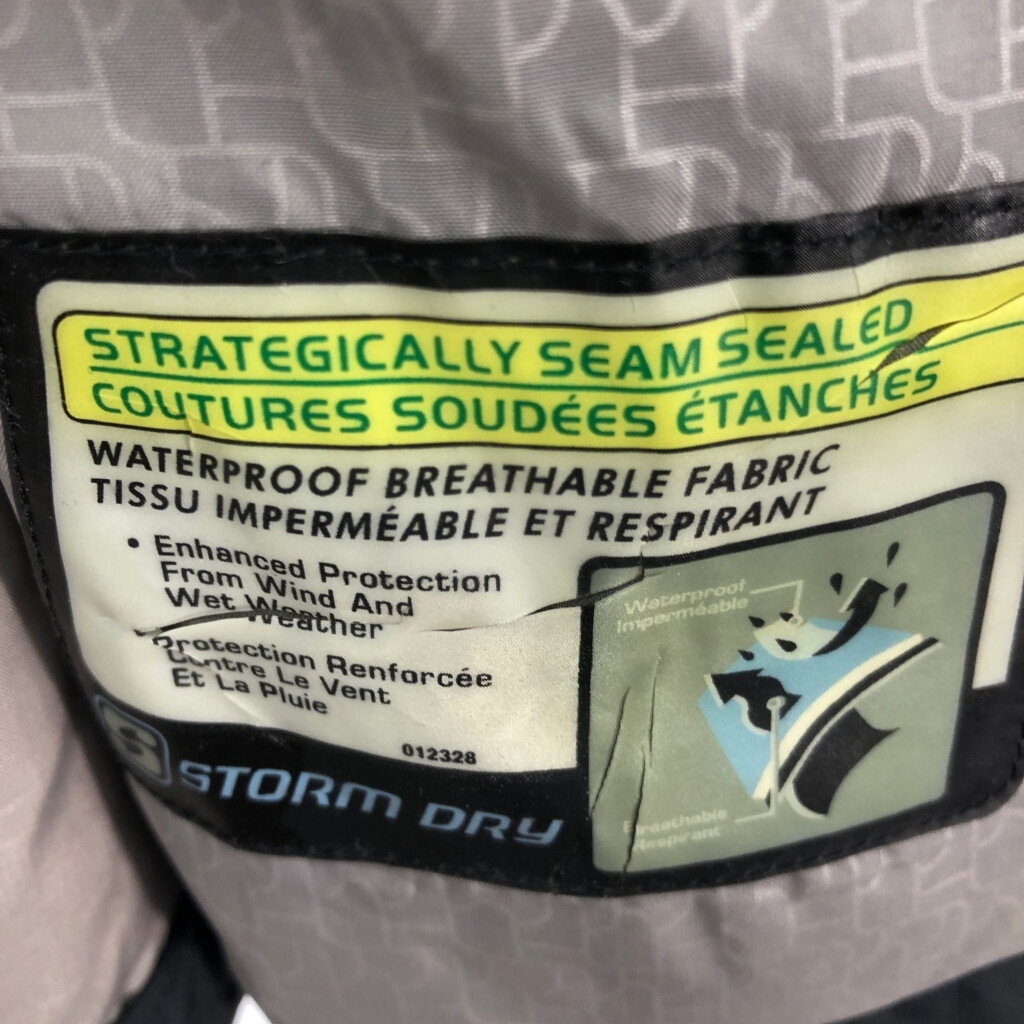 STRATEGICALLY SEAM SEALED
COUTURES SOUDÉES ÉTANCHES
WATERPROOF BREATHABLE FABRIC
TISSU IMPERMÉABLE ET RESPIRANT
• Enhanced Protection
From Wind And
Wet Weather
Protection Renforcée
Contre Le Vent
Et La Pluie
012328
S STORM DRY
Waterproof
Imperméable
Breathable
Respirant